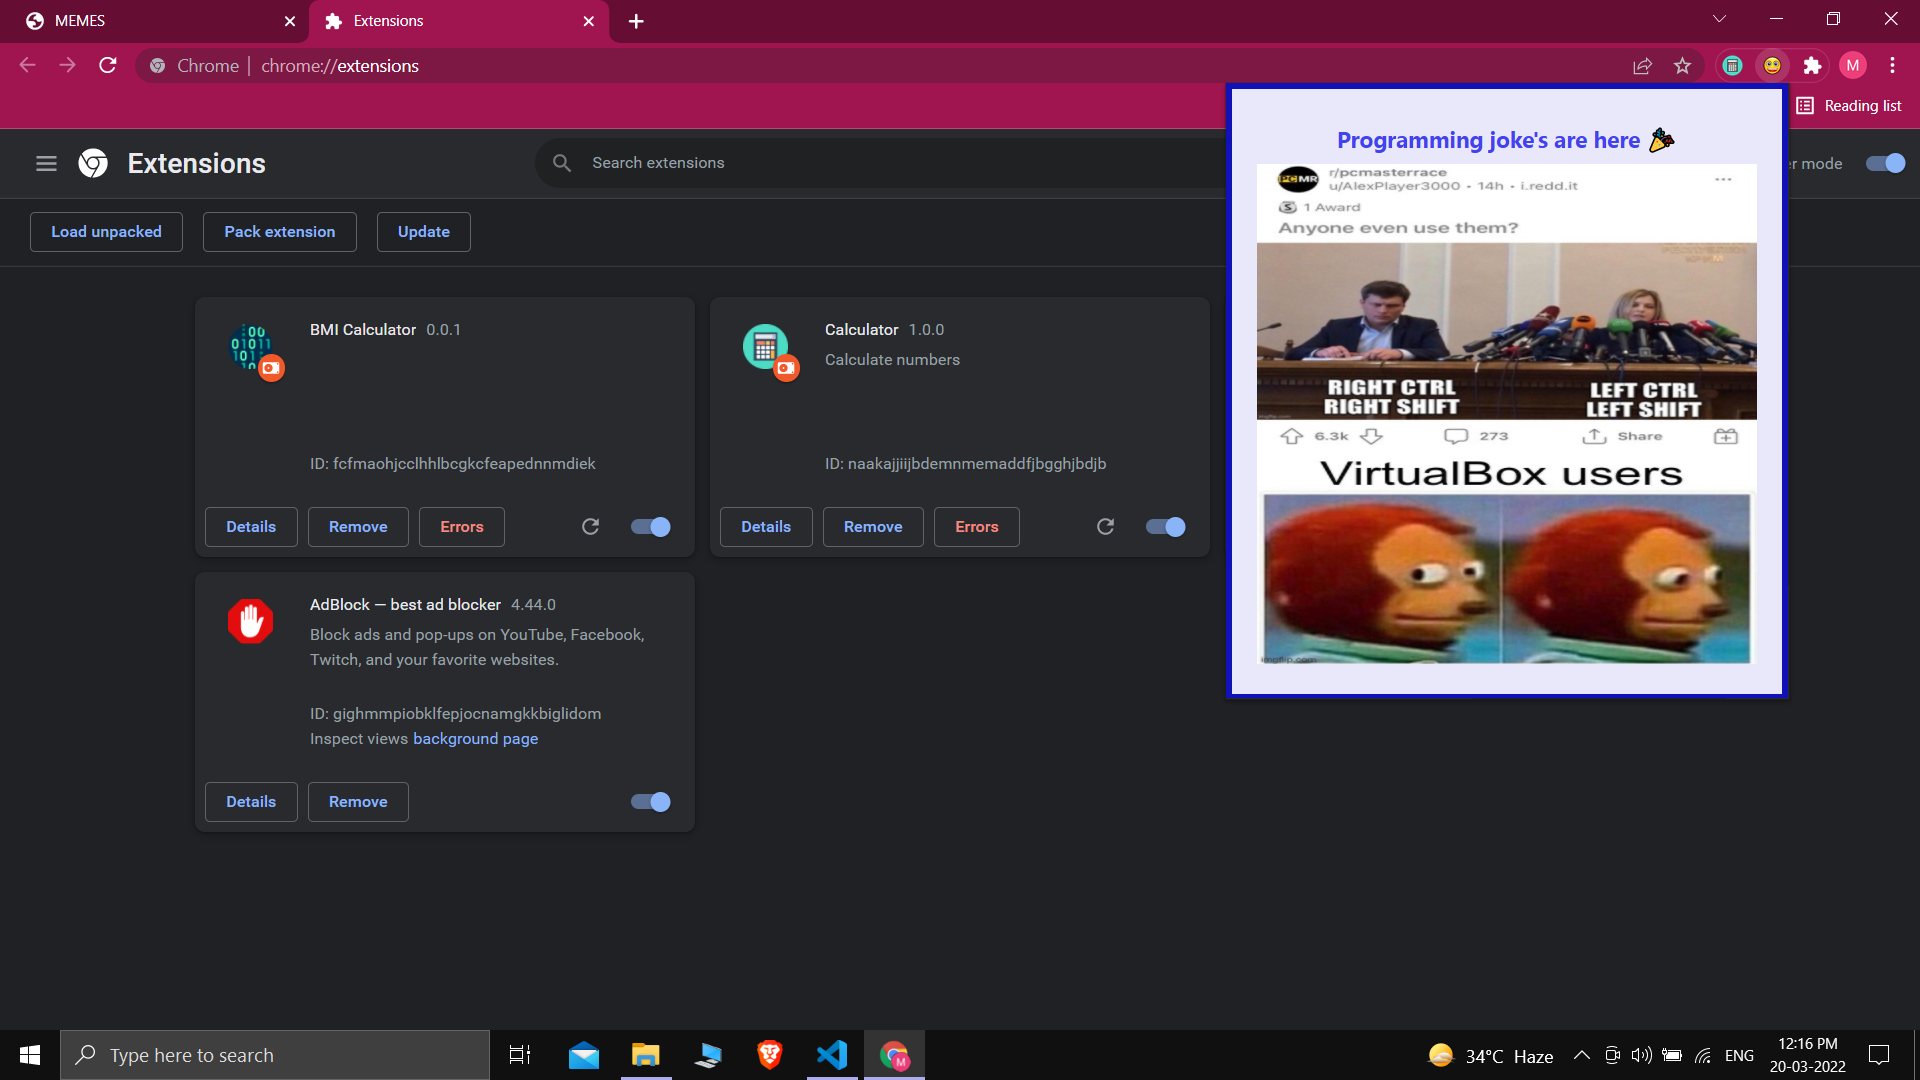 MEMES
Extensions
Chrome | chrome://extensions
M
Reading list
Extensions
Search extensions
er mode
Load unpacked
Pack extension
Update
BMI Calculator 0.0.1
ID: fcfmaohjcclhhlbcgkcfeapednnmdiek
Details
Remove
Errors
Calculator 1.0.0
Calculate numbers
ID: naakajjiijbdemnmemaddfjbgghjbdjb
Details
Remove
Errors
AdBlock — best ad blocker 4.44.0
Block ads and pop-ups on YouTube, Facebook,
Twitch, and your favorite websites.
ID: gighmmpiobklfepjocnamgkkbiglidom
Inspect views background page
Details
Remove
Programming joke's are here
PCMR
r/pcmasterrace
u/AlexPlayer3000 • 14h • i.redd.it
S 1 Award
Anyone even use them?
RIGHT CTRL
RIGHT SHIFT
LEFT CTRL
LEFT SHIFT
6.3k
273
Share
VirtualBox users
imgflip.com
Type here to search
M
34°C Haze
ENG
12:16 PM
20-03-2022